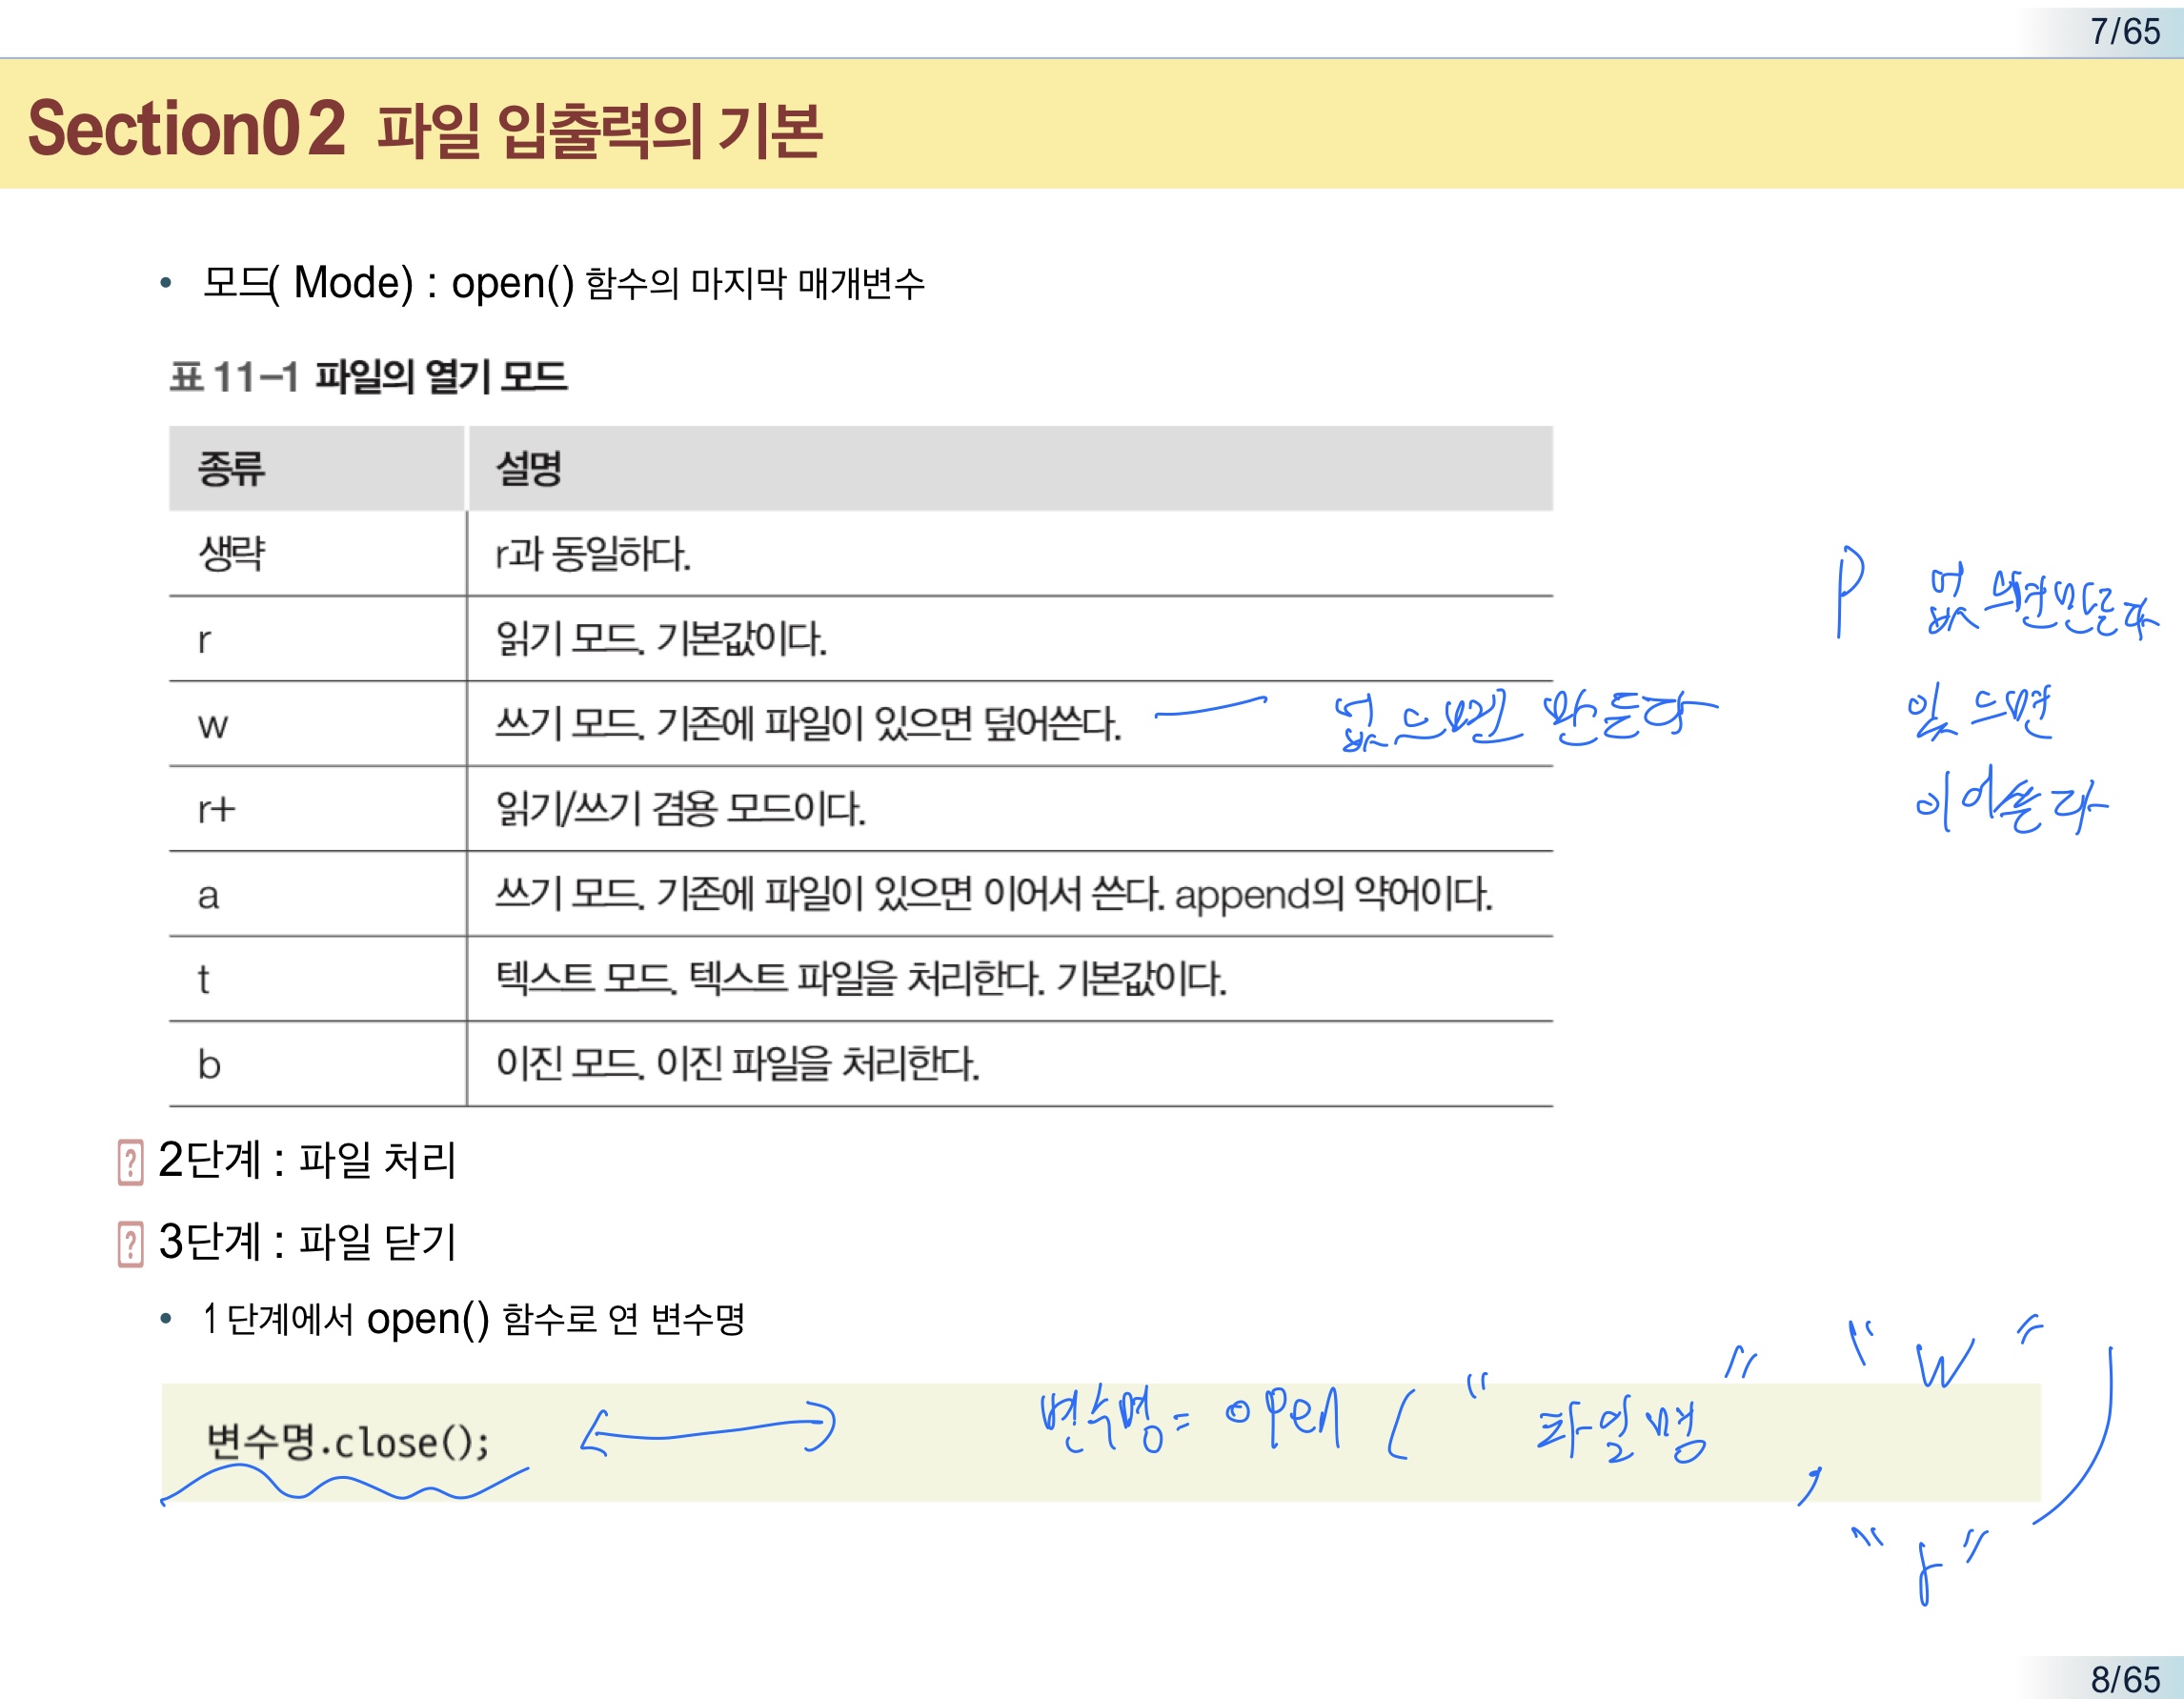 7/65
Section02 파일 입출력의 기본
• 모드( Mode) : open() 함수의 마지막 매개변수
표 11-1 파일의 열기 모드
종류 설명
생략 r과 동일하다.
r 읽기 모드. 기본값이다.
P 없으면 만든다
w 쓰기 모드. 기존에 파일이 있으면 덮어쓴다. 없으면 만든다
있으면
이어쓴다
r+ 읽기/쓰기 겸용 모드이다.
a 쓰기 모드. 기존에 파일이 있으면 이어서 쓴다. append의 약어이다.
t 텍스트 모드. 텍스트 파일을 처리한다. 기본값이다.
b 이진 모드. 이진 파일을 처리한다.
2단계 : 파일 처리
3단계 : 파일 닫기
• 1단계에서 open() 함수로 연 변수명
변수명.close(); 변수명= open ( "파일명" , "w" )
"r"
8/65